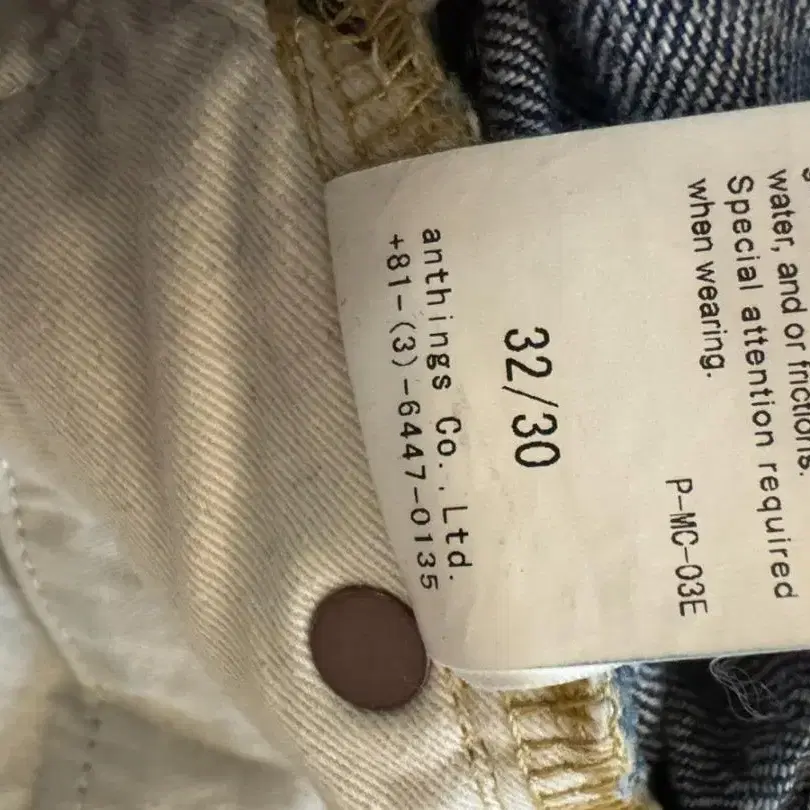 water, and or frictions.
Special attention required
when wearing.
P-MC-03E
32/30
anthings Co.,Ltd.
+81-(3)-6447-0135